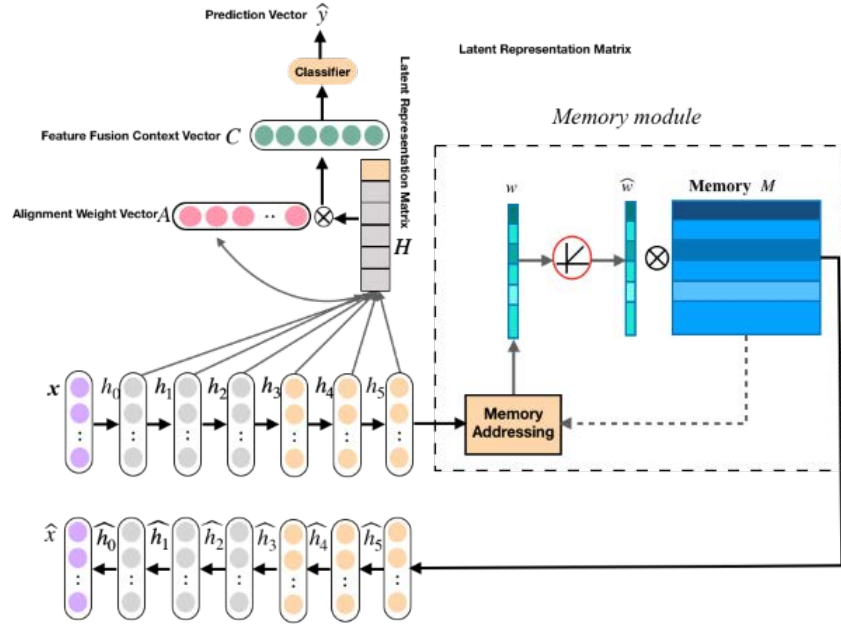 Prediction Vector ŷ
Latent Representation Matrix
Classifier
Latent Representation Matrix
Memory module
Feature Fusion Context Vector C
w
ŵ
Memory M
Alignment Weight Vector A
H
x h₀ h₁ h₂ h₃ h₄ h₅
Memory
Addressing
x̂ ĥ₀ ĥ₁ ĥ₂ ĥ₃ ĥ₄ ĥ₅